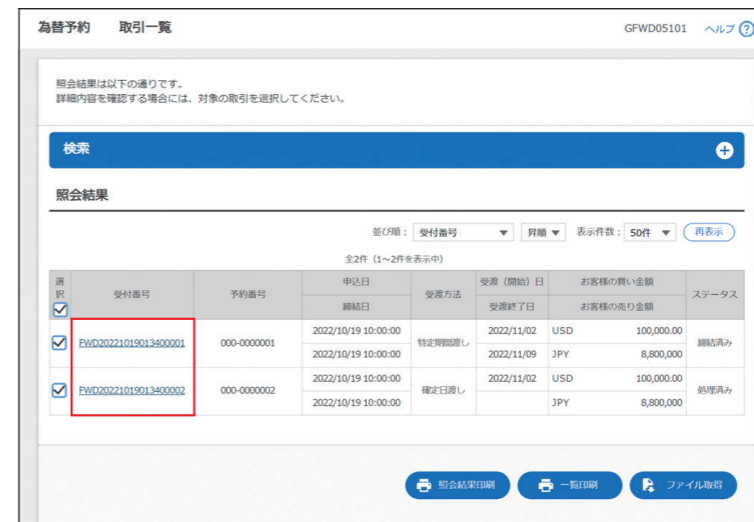 為替予約 取引一覧 GFWD05101 ヘルプ ?
照会結果は以下の通りです。
詳細内容を確認する場合には、対象の取引を選択してください。
検索
照会結果
並び順： 受付番号 ▼ 昇順 ▼ 表示件数： 50件 ▼ 再表示
全2件（1～2件を表示中）
選択 受付番号 予約番号 申込日 受渡方法 受渡（開始）日 お客様の買い金額 ステータス
締結日 受渡終了日 お客様の売り金額
FWD20221019013400001 000-0000001 2022/10/19 10:00:00 特定期間渡し 2022/11/02 USD 100,000.00 締結済み
2022/10/19 10:00:00 2022/11/09 JPY 8,800,000
FWD20221019013400002 000-0000002 2022/10/19 10:00:00 確定日渡し 2022/11/02 USD 100,000.00 処理済み
2022/10/19 10:00:00 JPY 8,800,000
照会結果印刷 一覧印刷 ファイル取得